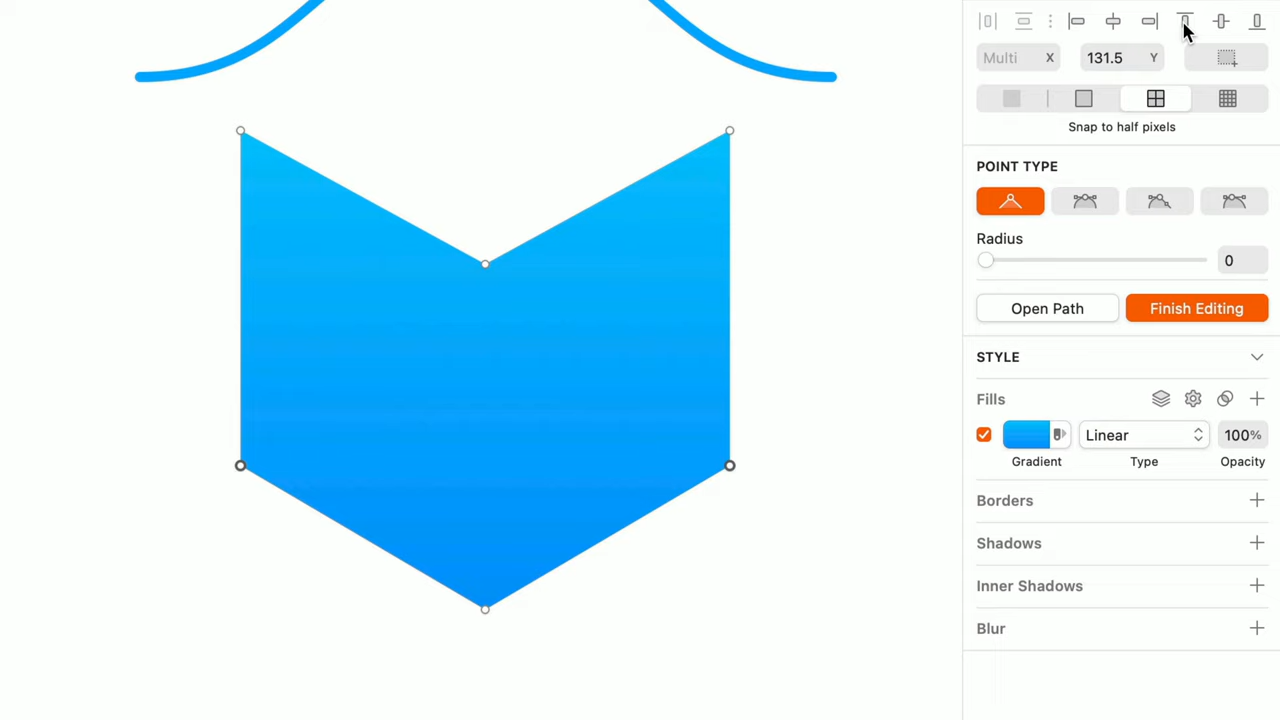 Multi X 131.5 Y
Snap to half pixels
POINT TYPE
Radius
0
Open Path Finish Editing
STYLE
Fills
Linear 100%
Gradient Type Opacity
Borders
Shadows
Inner Shadows
Blur